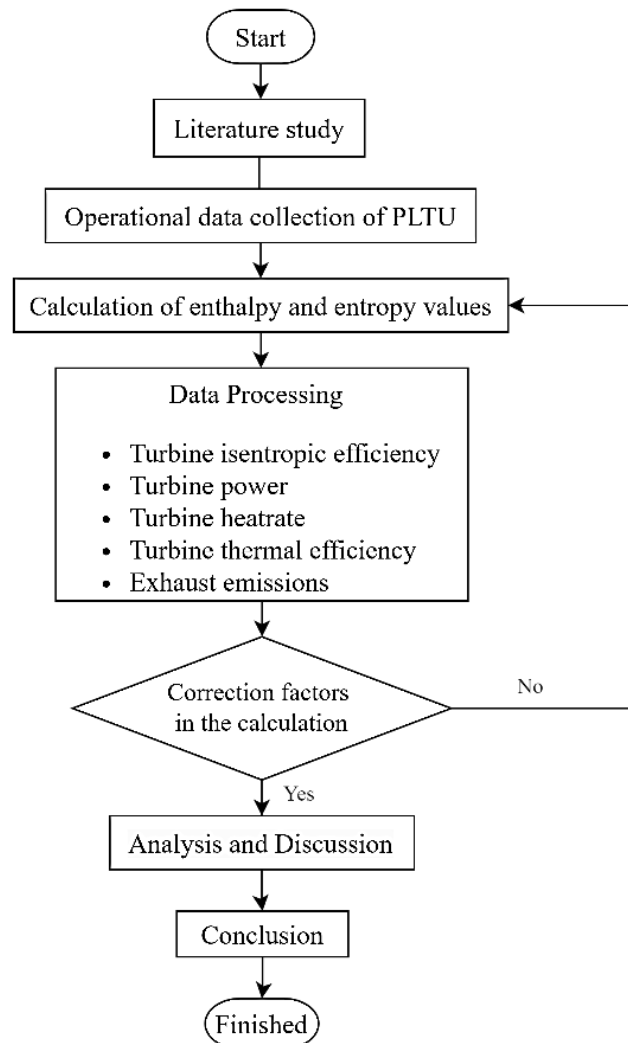 Start
Literature study
Operational data collection of PLTU
Calculation of enthalpy and entropy values
Data Processing
• Turbine isentropic efficiency
• Turbine power
• Turbine heatrate
• Turbine thermal efficiency
• Exhaust emissions
Correction factors
in the calculation
No
Yes
Analysis and Discussion
Conclusion
Finished